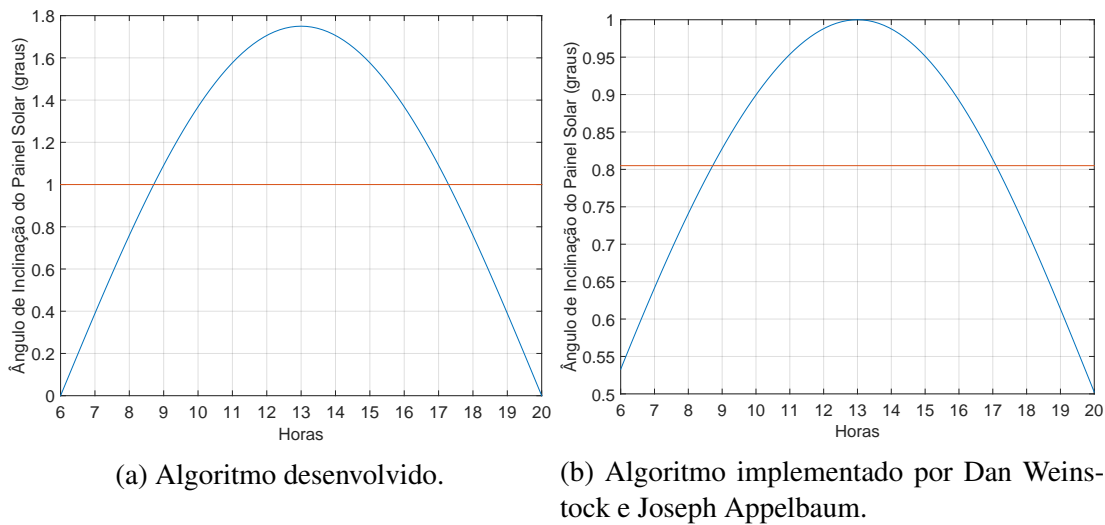 Ângulo de Inclinação do Painel Solar (graus)
1.8
1.6
1.4
1.2
1
0.8
0.6
0.4
0.2
0
6 7 8 9 10 11 12 13 14 15 16 17 18 19 20
Horas
(a) Algoritmo desenvolvido.
Ângulo de Inclinação do Painel Solar (graus)
1
0.95
0.9
0.85
0.8
0.75
0.7
0.65
0.6
0.55
0.5
6 7 8 9 10 11 12 13 14 15 16 17 18 19 20
Horas
(b) Algoritmo implementado por Dan Weins-
tock e Joseph Appelbaum.